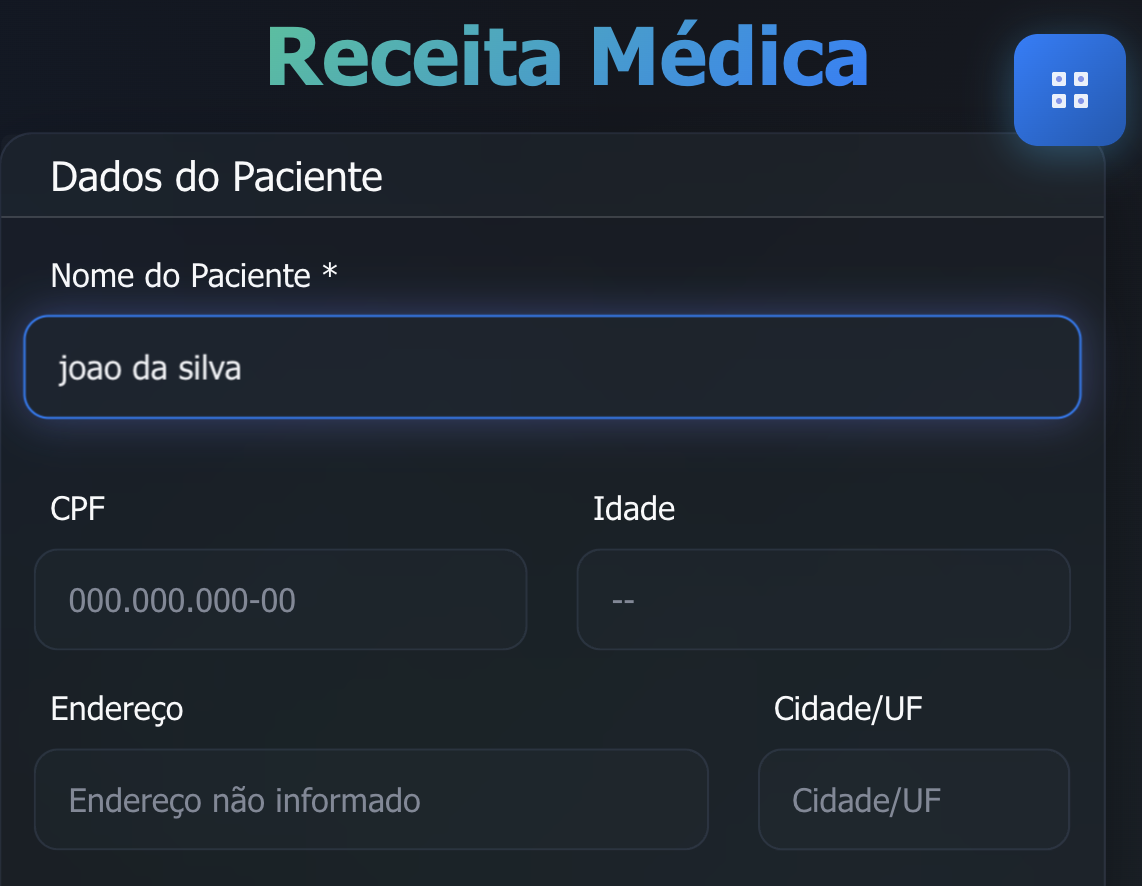 Receita Médica
Dados do Paciente
Nome do Paciente *
joao da silva
CPF
Idade
000.000.000-00
--
Endereço
Cidade/UF
Endereço não informado
Cidade/UF